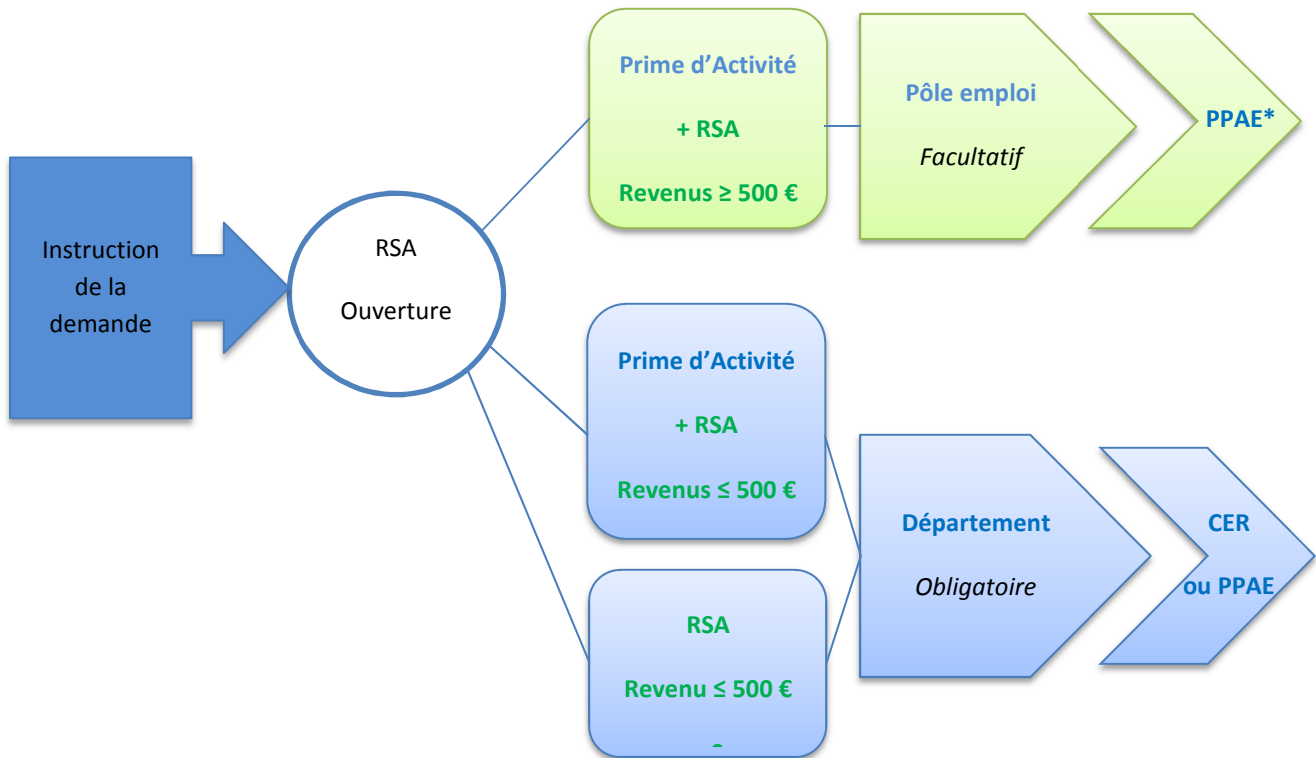 Instruction
de la
demande
RSA
Ouverture
Prime d'Activité
+ RSA
Revenus ≥ 500 €
Pôle emploi
Facultatif
PPAE*
Prime d'Activité
+ RSA
Revenus ≤ 500 €
RSA
Revenu ≤ 500 €
Département
Obligatoire
CER
ou PPAE